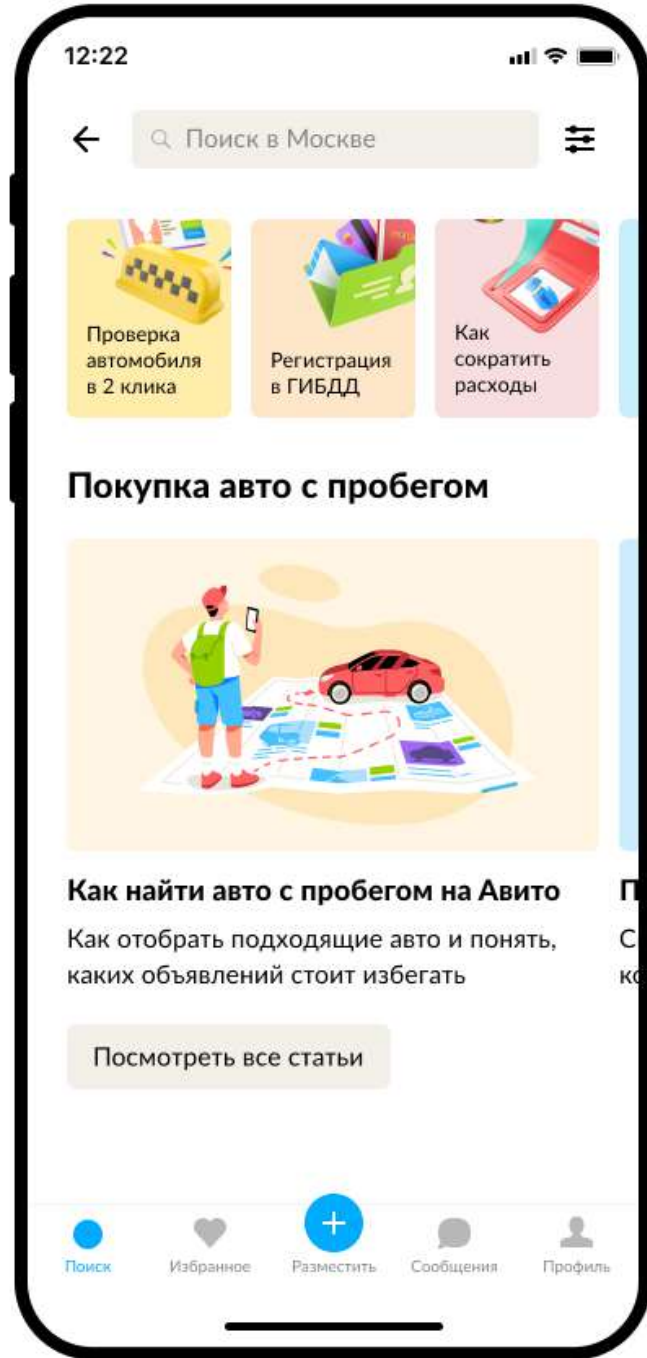 12:22
Поиск в Москве
Проверка
автомобиля
в 2 клика
Регистрация
в ГИБДД
Как
сократить
расходы
Покупка авто с пробегом
Как найти авто с пробегом на Авито
Как отобрать подходящие авто и понять,
каких объявлений стоит избегать
П
С
ко
Посмотреть все статьи
Поиск
Избранное
Разместить
Сообщения
Профиль